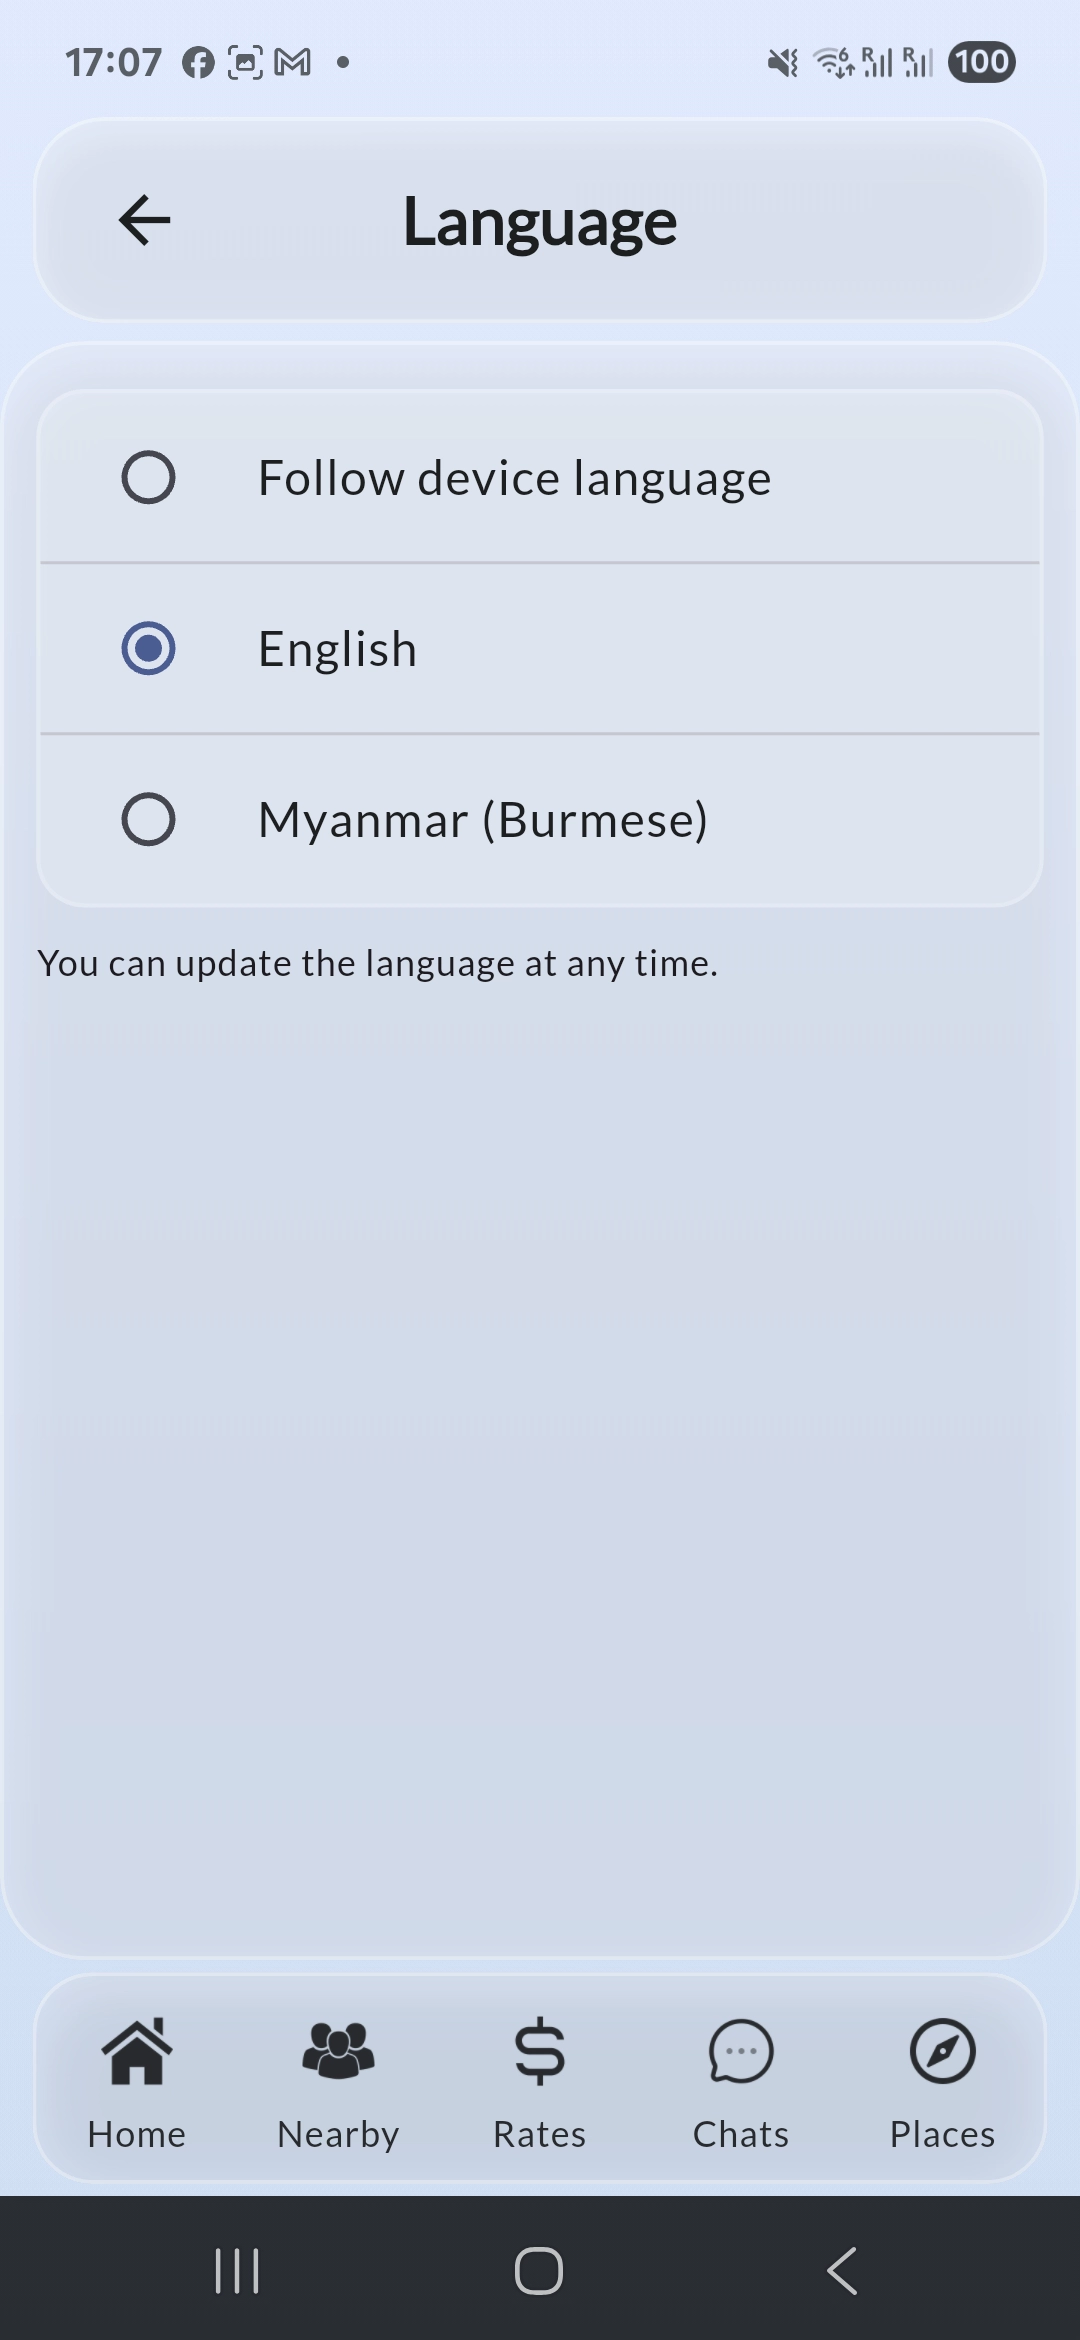 17:07
6 R R 100
Language
Follow device language
English
Myanmar (Burmese)
You can update the language at any time.
Home Nearby Rates Chats Places